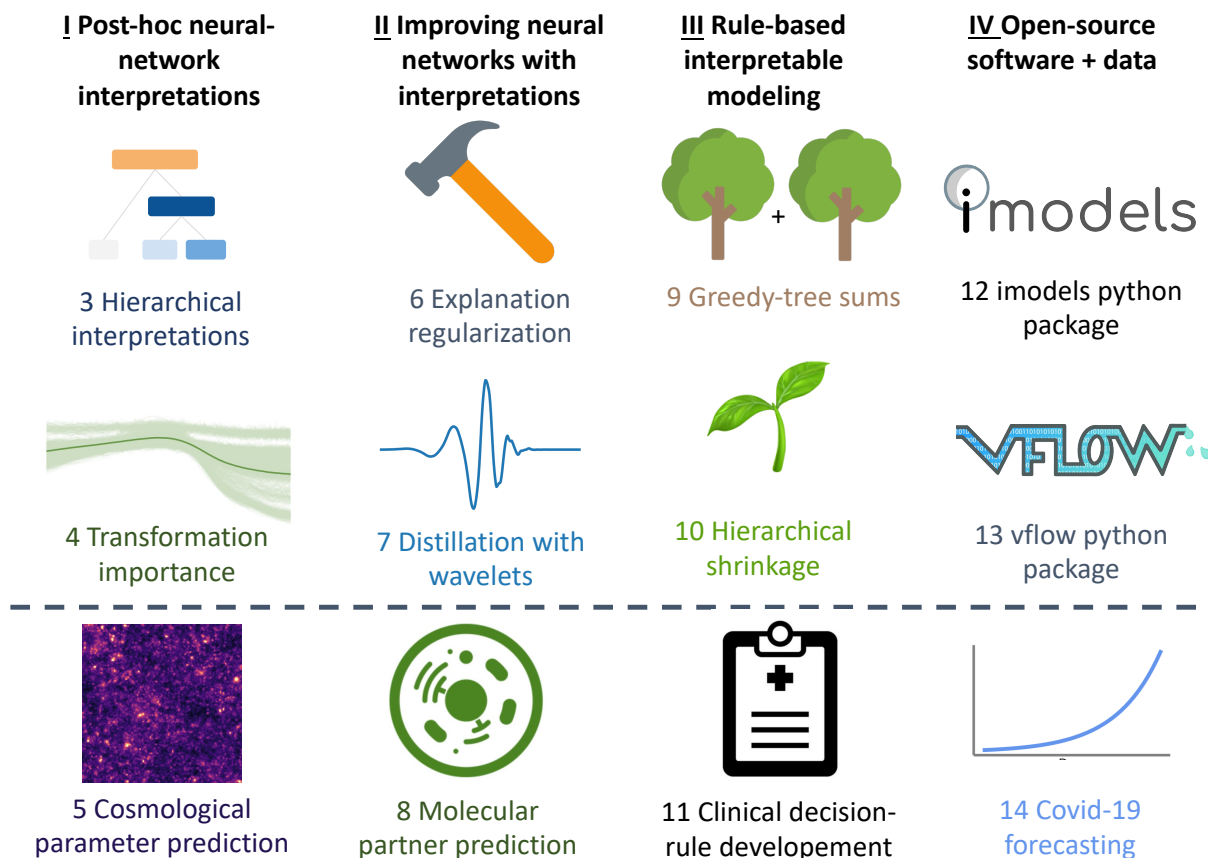 I Post-hoc neural-
network
interpretations
II Improving neural
networks with
interpretations
III Rule-based
interpretable
modeling
IV Open-source
software + data
+
imodels
3 Hierarchical
interpretations
6 Explanation
regularization
9 Greedy-tree sums
12 imodels python
package
VFLOW
4 Transformation
importance
7 Distillation with
wavelets
10 Hierarchical
shrinkage
13 vflow python
package
5 Cosmological
parameter prediction
8 Molecular
partner prediction
11 Clinical decision-
rule developement
14 Covid-19
forecasting